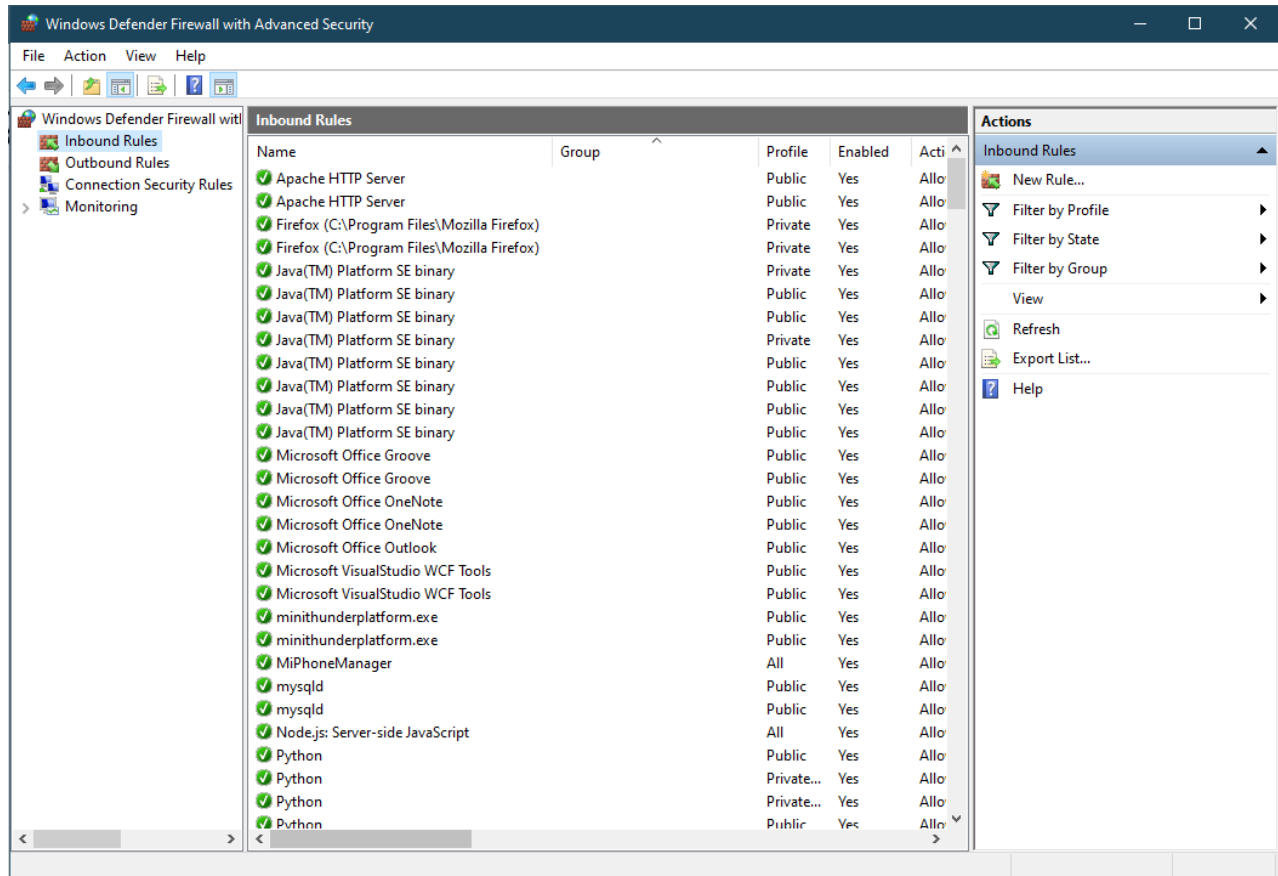 Windows Defender Firewall with Advanced Security
File Action View Help
Windows Defender Firewall witl
Inbound Rules
Outbound Rules
Connection Security Rules
Monitoring
Inbound Rules
Name Group Profile Enabled Acti
Apache HTTP Server Public Yes Allo
Apache HTTP Server Public Yes Allo
Firefox (C:\Program Files\Mozilla Firefox) Private Yes Allo
Firefox (C:\Program Files\Mozilla Firefox) Private Yes Allo
Java(TM) Platform SE binary Private Yes Allo
Java(TM) Platform SE binary Public Yes Allo
Java(TM) Platform SE binary Public Yes Allo
Java(TM) Platform SE binary Private Yes Allo
Java(TM) Platform SE binary Public Yes Allo
Java(TM) Platform SE binary Public Yes Allo
Java(TM) Platform SE binary Public Yes Allo
Java(TM) Platform SE binary Public Yes Allo
Microsoft Office Groove Public Yes Allo
Microsoft Office Groove Public Yes Allo
Microsoft Office OneNote Public Yes Allo
Microsoft Office OneNote Public Yes Allo
Microsoft Office Outlook Public Yes Allo
Microsoft VisualStudio WCF Tools Public Yes Allo
Microsoft VisualStudio WCF Tools Public Yes Allo
minithunderplatform.exe Public Yes Allo
minithunderplatform.exe Public Yes Allo
MiPhoneManager All Yes Allo
mysqld Public Yes Allo
mysqld Public Yes Allo
Node.js: Server-side JavaScript All Yes Allo
Python Public Yes Allo
Python Private... Yes Allo
Python Private... Yes Allo
Python Public Yes Allo
Actions
Inbound Rules
New Rule...
Filter by Profile
Filter by State
Filter by Group
View
Refresh
Export List...
Help